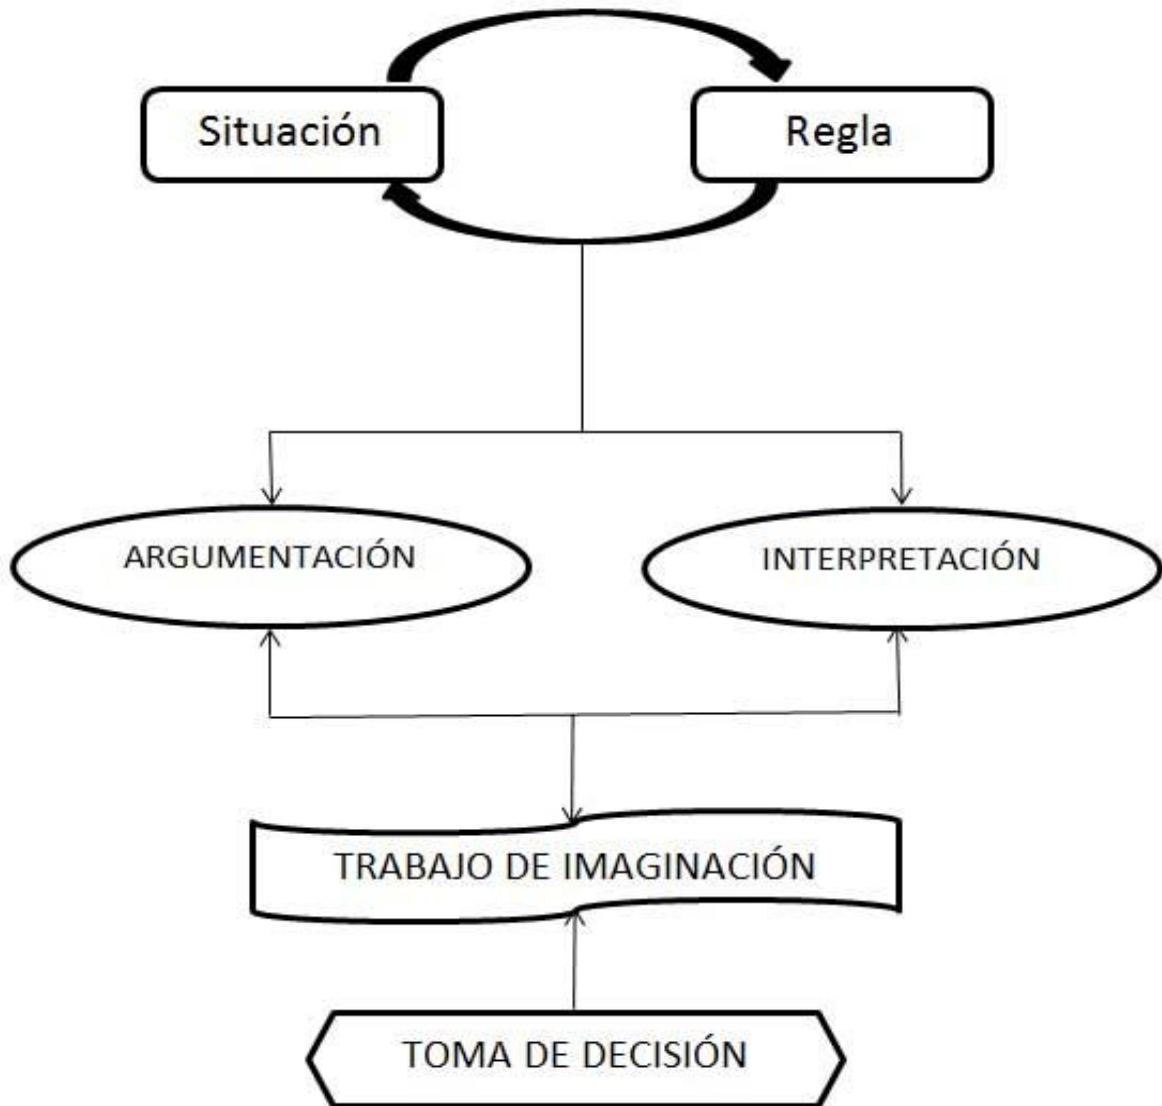 Situación
Regla
ARGUMENTACIÓN
INTERPRETACIÓN
TRABAJO DE IMAGINACIÓN
TOMA DE DECISIÓN